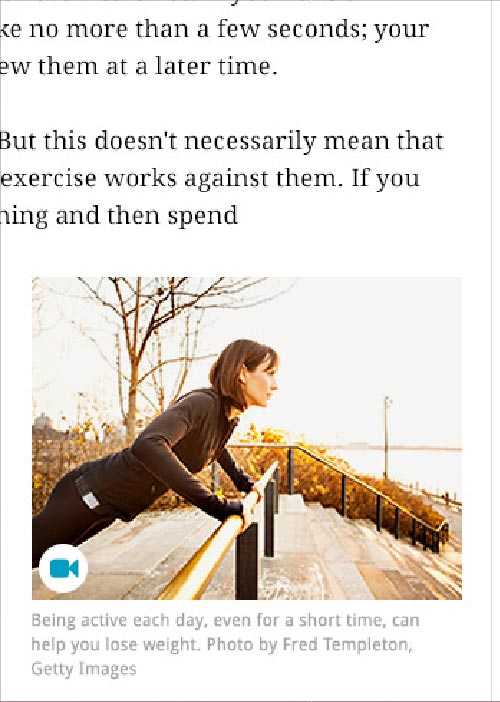 ke no more than a few seconds; your
ew them at a later time.
But this doesn't necessarily mean that
exercise works against them. If you
ning and then spend
Being active each day, even for a short time, can
help you lose weight. Photo by Fred Templeton,
Getty Images